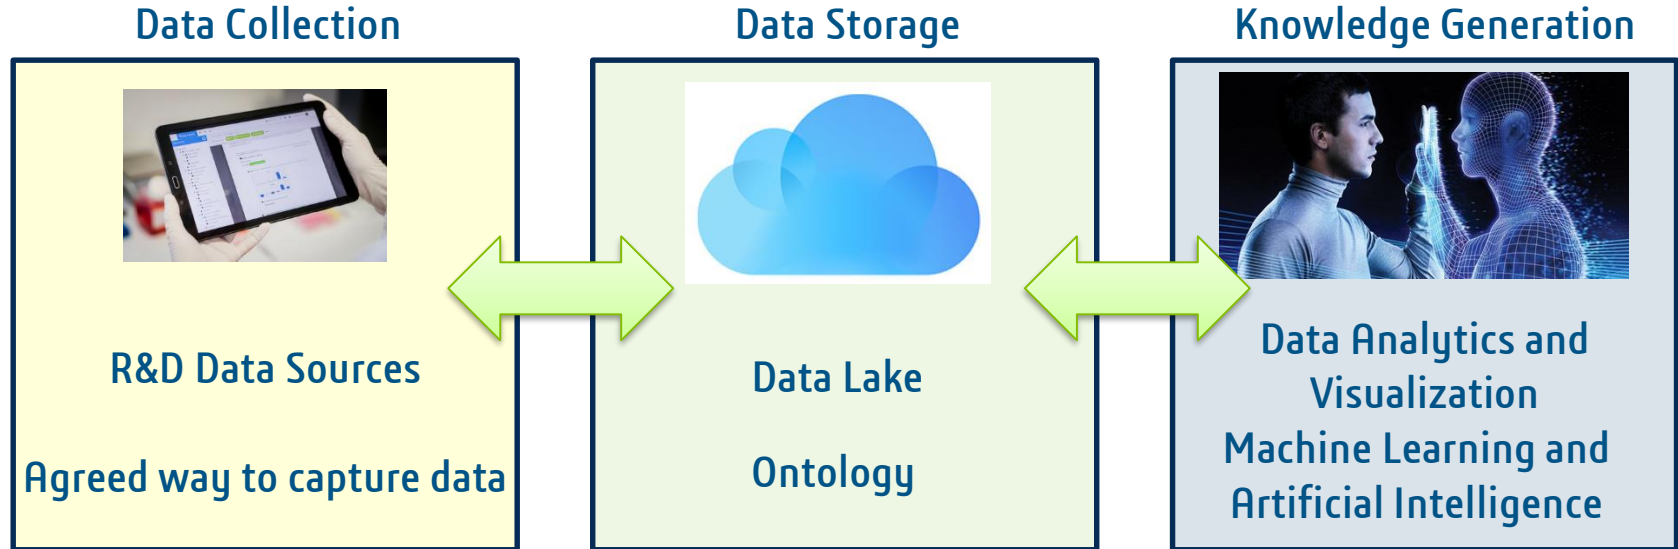 Data Collection
Data Storage
Knowledge Generation
R&D Data Sources
Agreed way to capture data
Data Lake
Ontology
Data Analytics and
Visualization
Machine Learning and
Artificial Intelligence